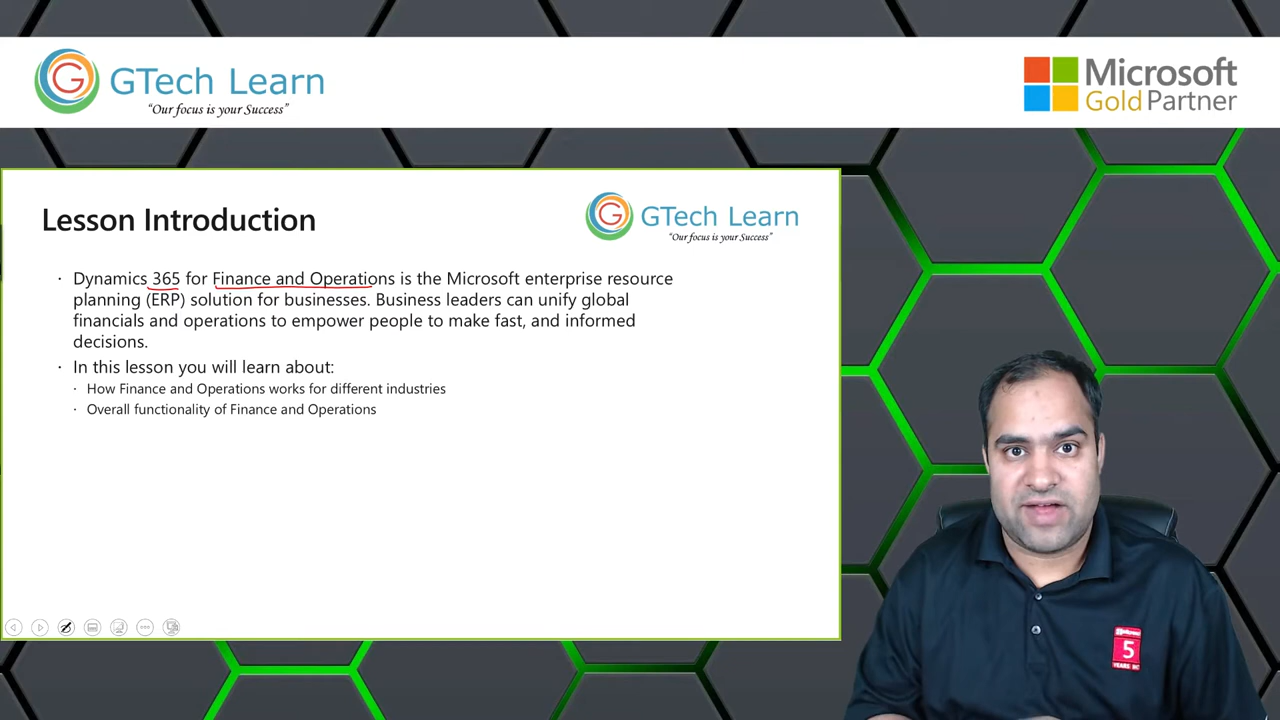 GTech Learn
"Our focus is your Success"
Microsoft
Gold Partner
Lesson Introduction
GTech Learn
"Our focus is your Success"
· Dynamics 365 for Finance and Operations is the Microsoft enterprise resource
planning (ERP) solution for businesses. Business leaders can unify global
financials and operations to empower people to make fast, and informed
decisions.
· In this lesson you will learn about:
· How Finance and Operations works for different industries
· Overall functionality of Finance and Operations
5
YEARS